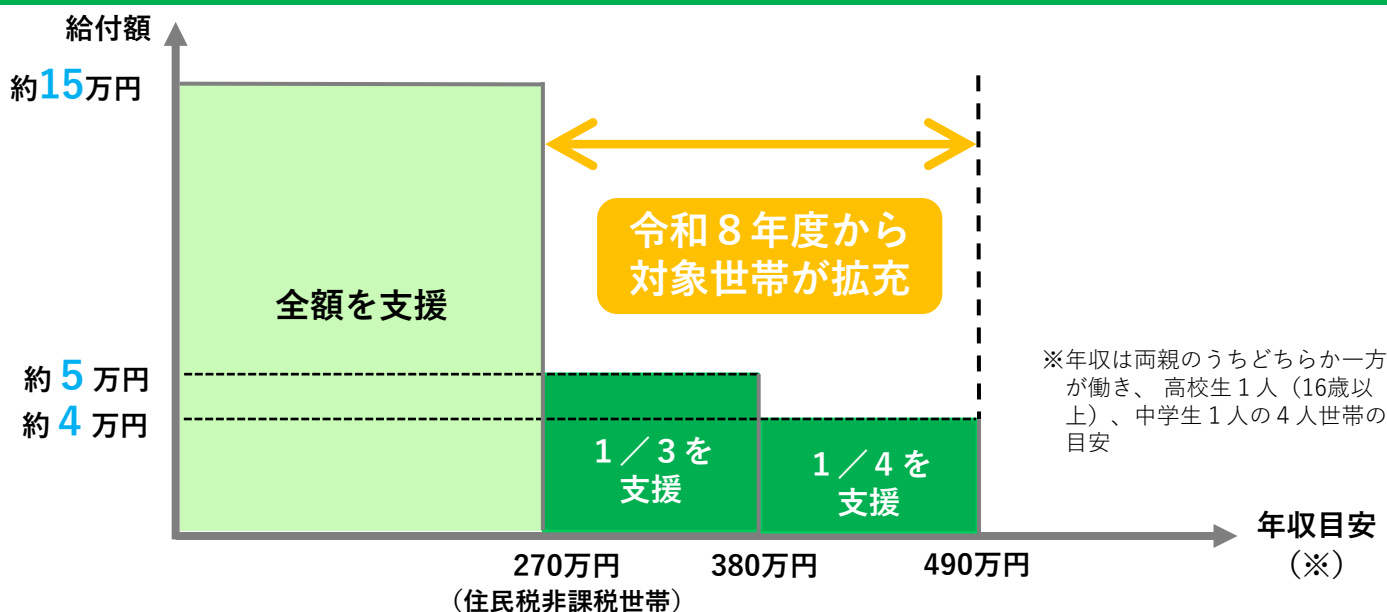 給付額
約15万円
令和８年度から
対象世帯が拡充
全額を支援
※年収は両親のうちどちらか一方
が働き、 高校生１人（16歳以
上）、中学生１人の４人世帯の
目安
約 5 万円
約 4 万円
１／３を
支援
１／４を
支援
年収目安
（※）
270万円
380万円
490万円
（住民税非課税世帯）